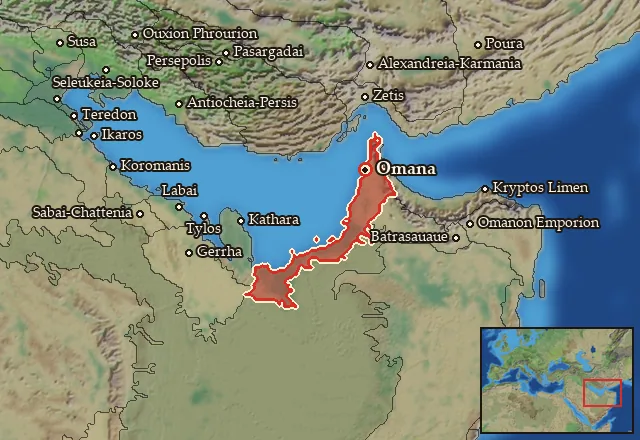 Susa
Ouxion Phrourion
Pasargadai
Poura
Persepolis
Alexandreia-Karmania
Seleukeia-Soloke
Antiocheia-Persis
Zetis
Teredon
Ikaros
Koromanis
Omana
Labai
Kryptos Limen
Sabai-Chattenia
Tylos
Kathara
Omanon Emporion
Batrasauaue
Gerrha